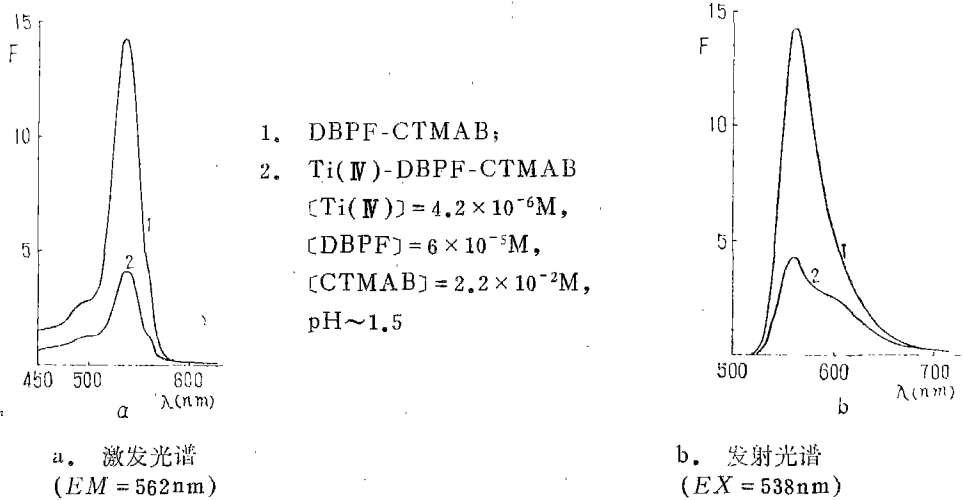 15
F
10
5
1
2
450
500
600
λ(nm)
a
1. DBPF-CTMAB;
2. Ti(Ⅳ)-DBPF-CTMAB
〔Ti(Ⅳ)〕=4.2×10⁻⁶M,
〔DBPF〕=6×10⁻⁵M,
〔CTMAB〕=2.2×10⁻²M,
pH~1.5
15
F
10
5
1
2
500
600
700
λ(nm)
b
a. 激发光谱
(EM=562nm)
b. 发射光谱
(EX=538nm)